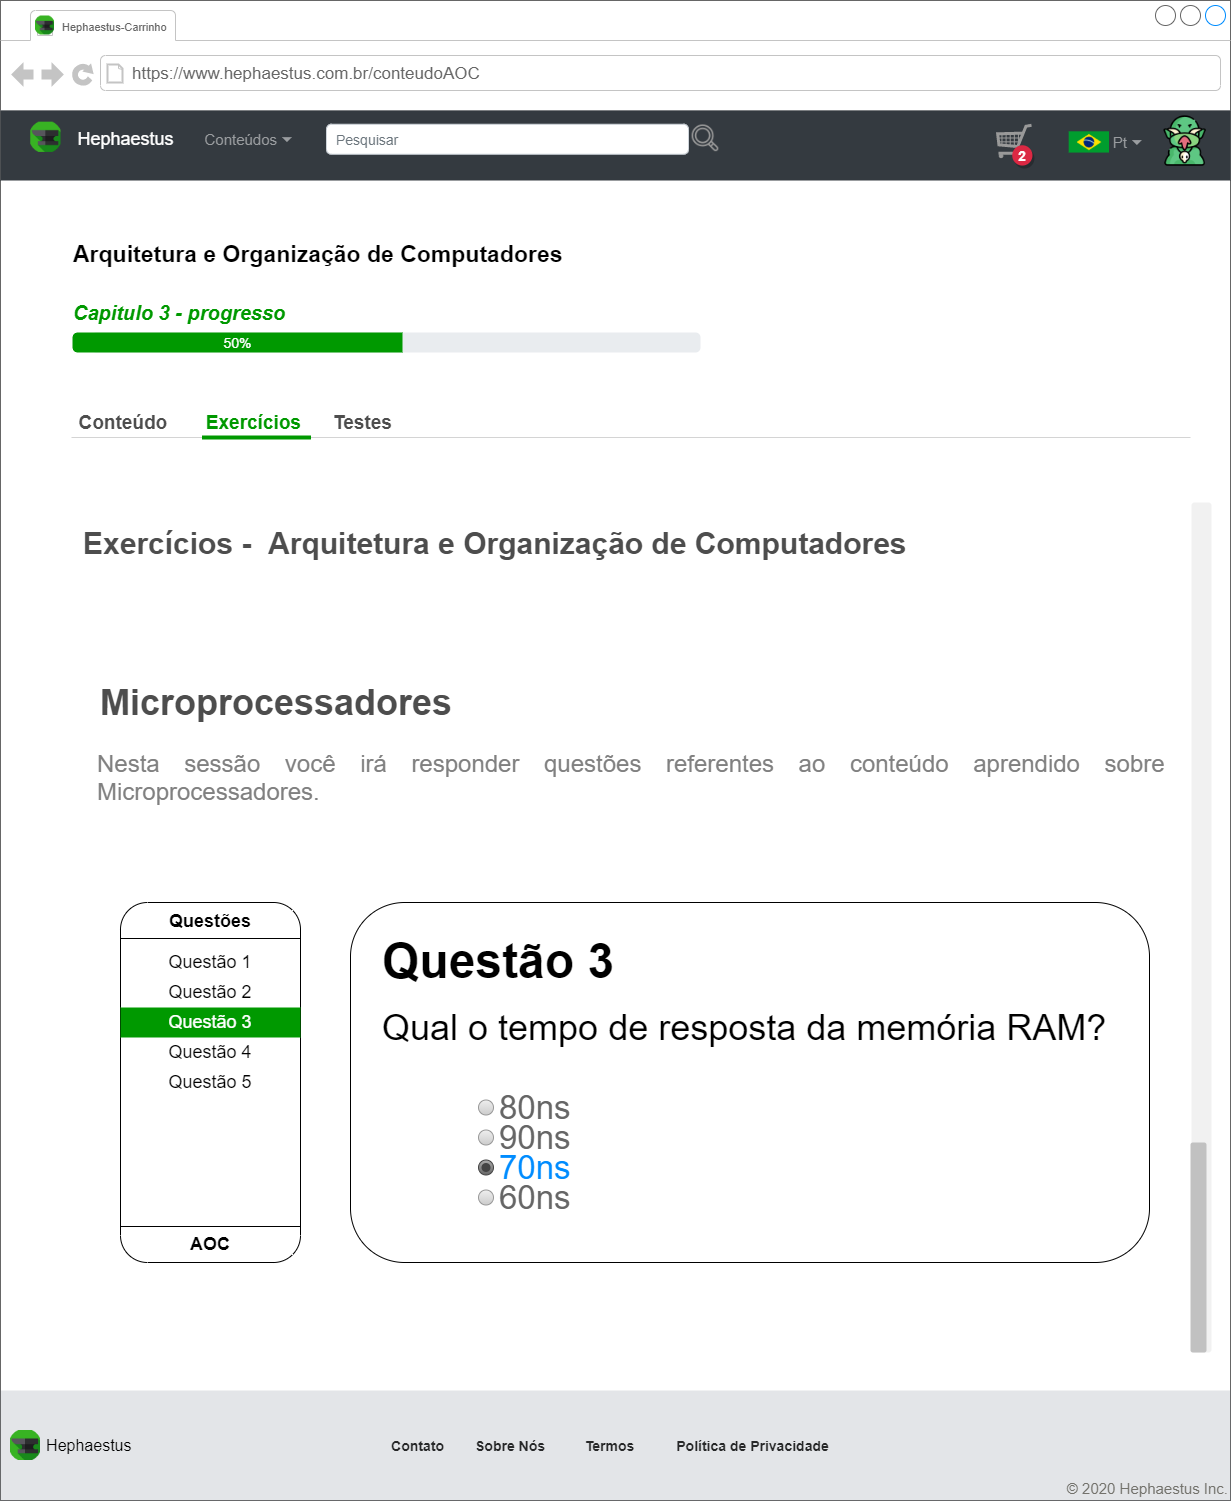 Hephaestus-Carrinho
https://www.hephaestus.com.br/conteudoAOC
Hephaestus Conteúdos Pesquisar 2 Pt
Arquitetura e Organização de Computadores
Capitulo 3 - progresso
50%
Conteúdo Exercícios Testes
Exercícios - Arquitetura e Organização de Computadores
Microprocessadores
Nesta sessão você irá responder questões referentes ao conteúdo aprendido sobre
Microprocessadores.
Questões
Questão 1
Questão 2
Questão 3
Questão 4
Questão 5
AOC
Questão 3
Qual o tempo de resposta da memória RAM?
80ns
90ns
70ns
60ns
Hephaestus Contato Sobre Nós Termos Política de Privacidade
© 2020 Hephaestus Inc.